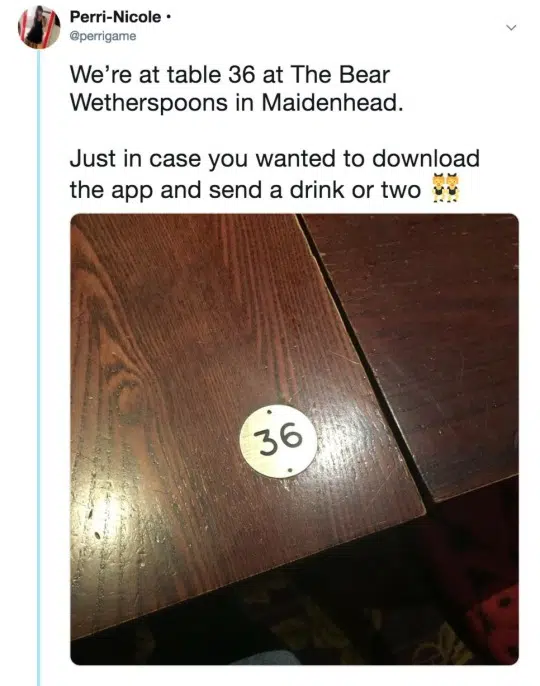 Perri-Nicole •
@perrigame
We’re at table 36 at The Bear
Wetherspoons in Maidenhead.
Just in case you wanted to download
the app and send a drink or two 👯👯
36